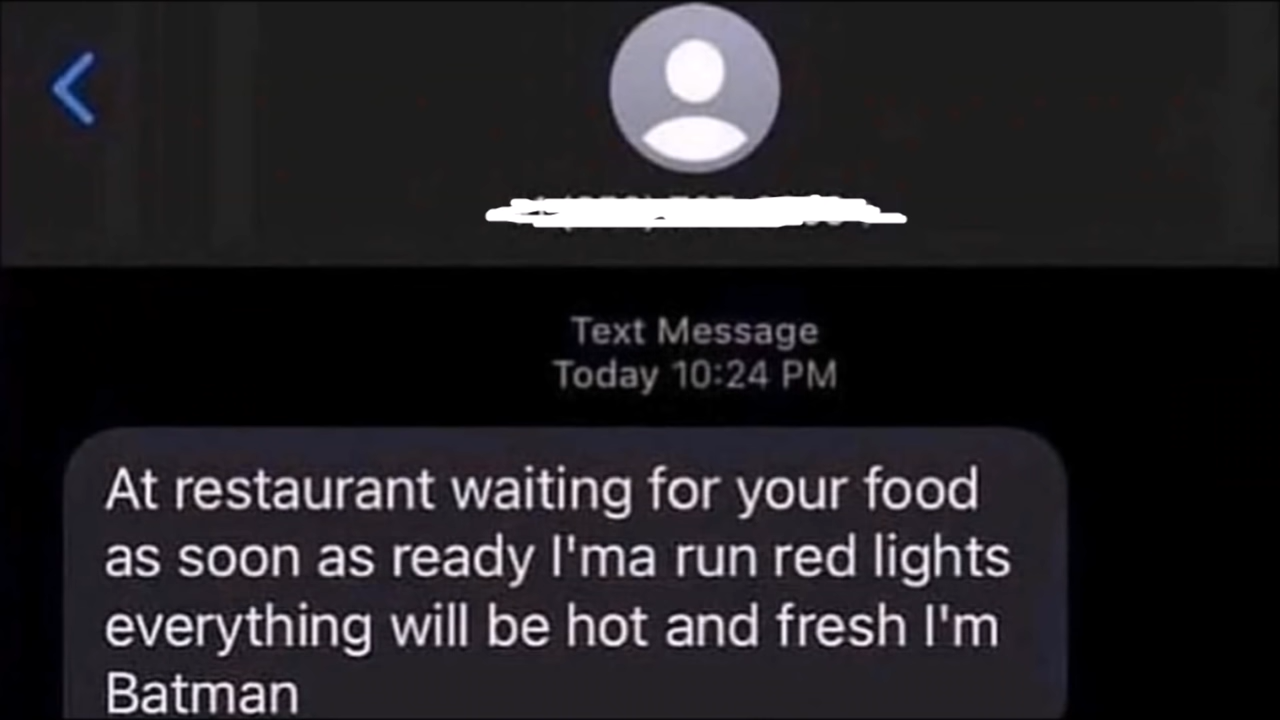 Text Message
Today 10:24 PM
At restaurant waiting for your food
as soon as ready I'ma run red lights
everything will be hot and fresh I'm
Batman